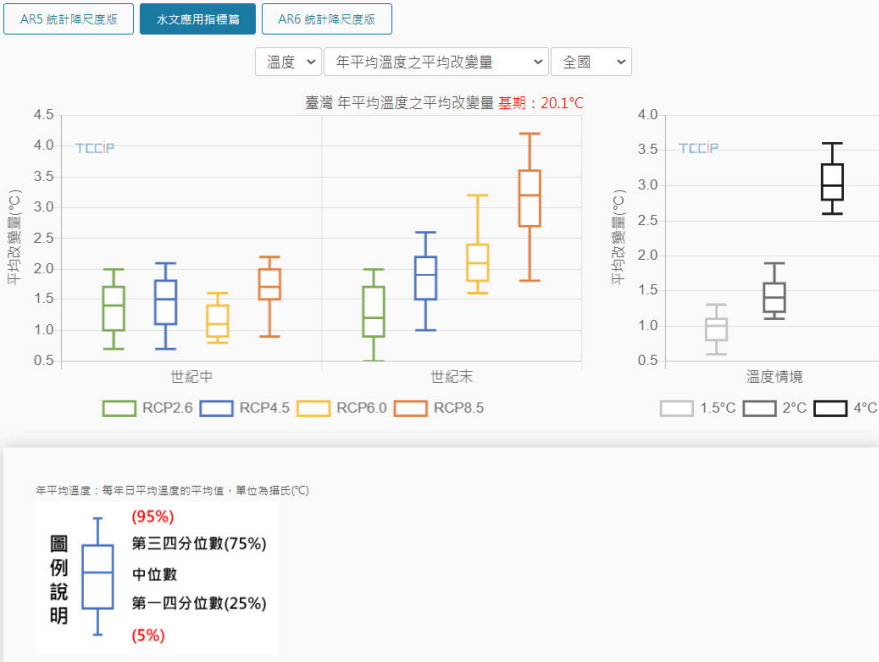 AR5 統計降尺度版 水文應用指標篇 AR6 統計降尺度版
溫度 年平均溫度之平均改變量 全國
臺灣 年平均溫度之平均改變量 基期：20.1°C
平均改變量(°C)
4.5
4.0
3.5
3.0
2.5
2.0
1.5
1.0
0.5
TCCiP
世紀中 世紀末
RCP2.6 RCP4.5 RCP6.0 RCP8.5
平均改變量(°C)
4.0
3.5
3.0
2.5
2.0
1.5
1.0
0.5
TCCiP
溫度情境
1.5°C 2°C 4°C
年平均溫度：每年日平均溫度的平均值，單位為攝氏(°C)
圖例說明
(95%)
第三四分位數(75%)
中位數
第一四分位數(25%)
(5%)